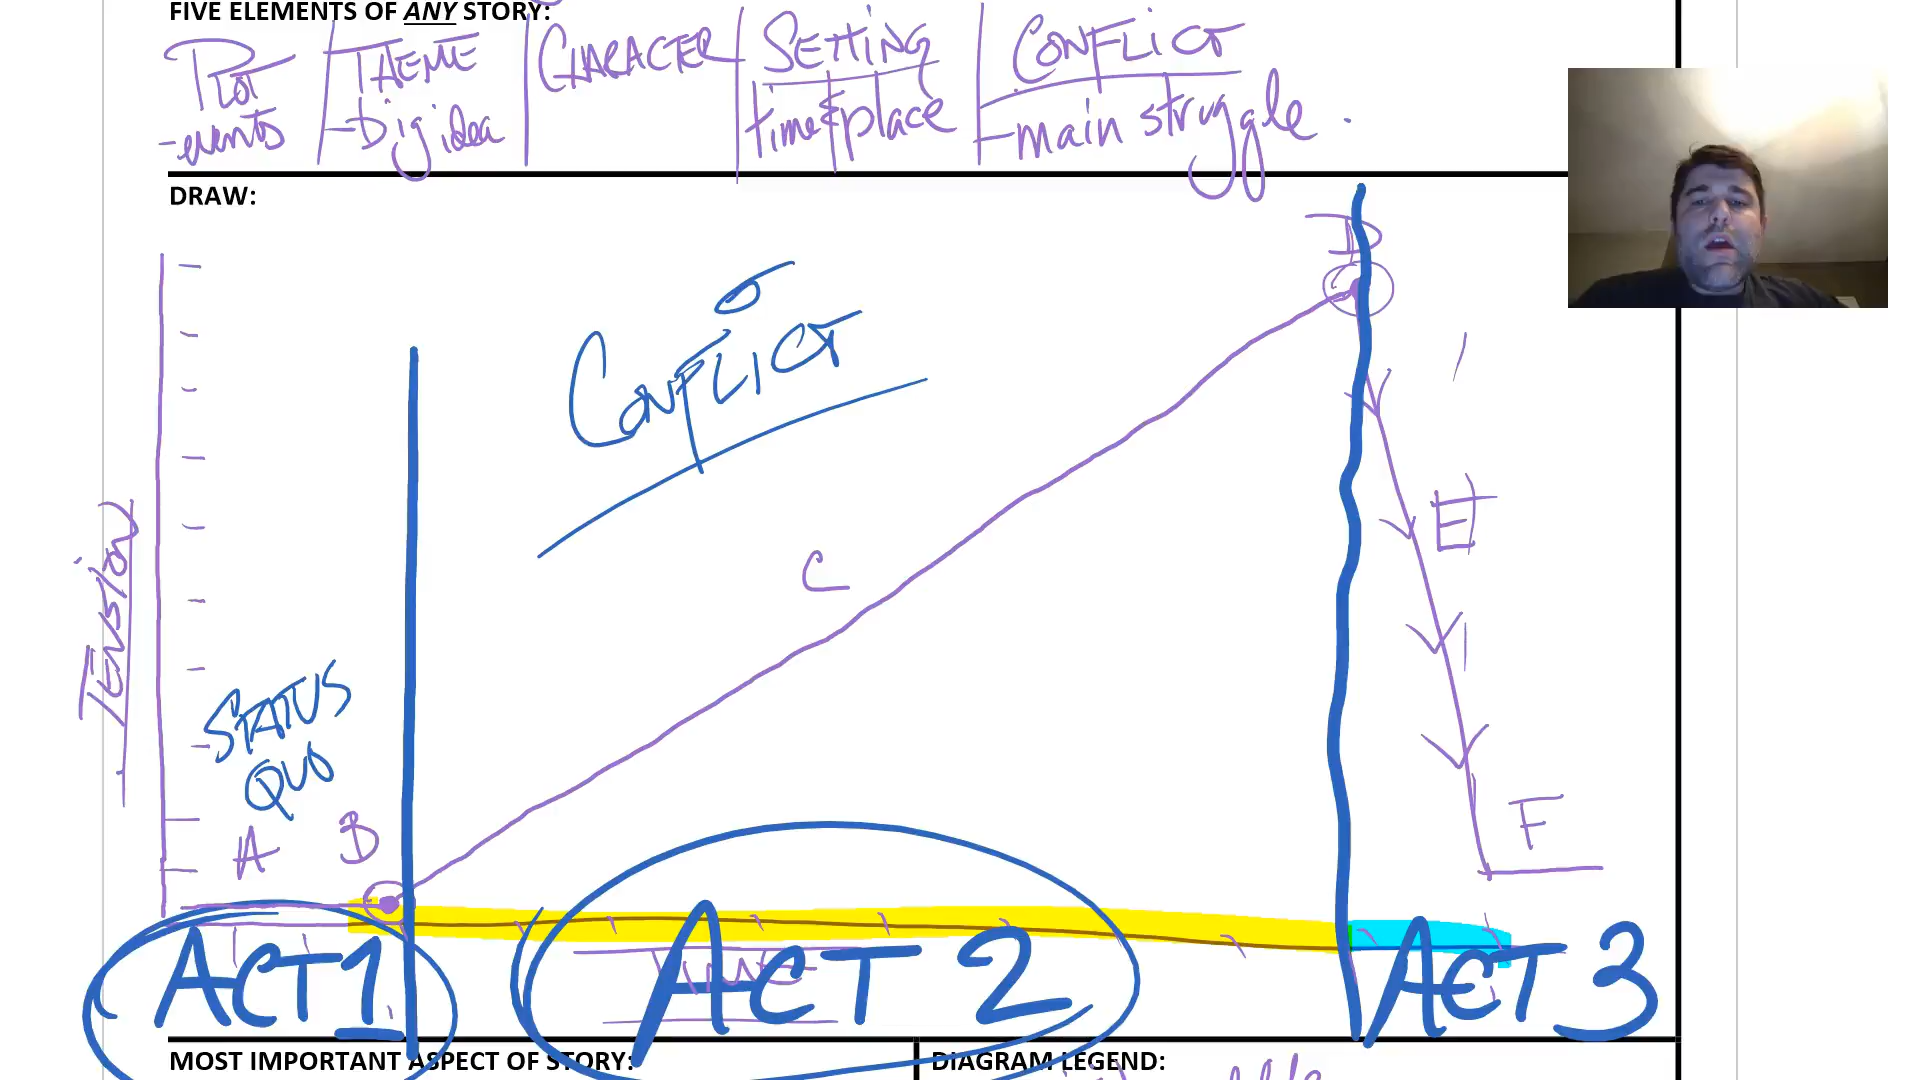 FIVE ELEMENTS OF ANY STORY:
PLOT
-events
THEME
-big idea
CHARACTER
SETTING
time & place
CONFLICT
-main struggle.
DRAW:
D
CONFLICT
C
E
Tension
STATUS
QUO
A
B
F
TIME
ACT 1
ACT 2
ACT 3
MOST IMPORTANT ASPECT OF STORY:
DIAGRAM LEGEND: